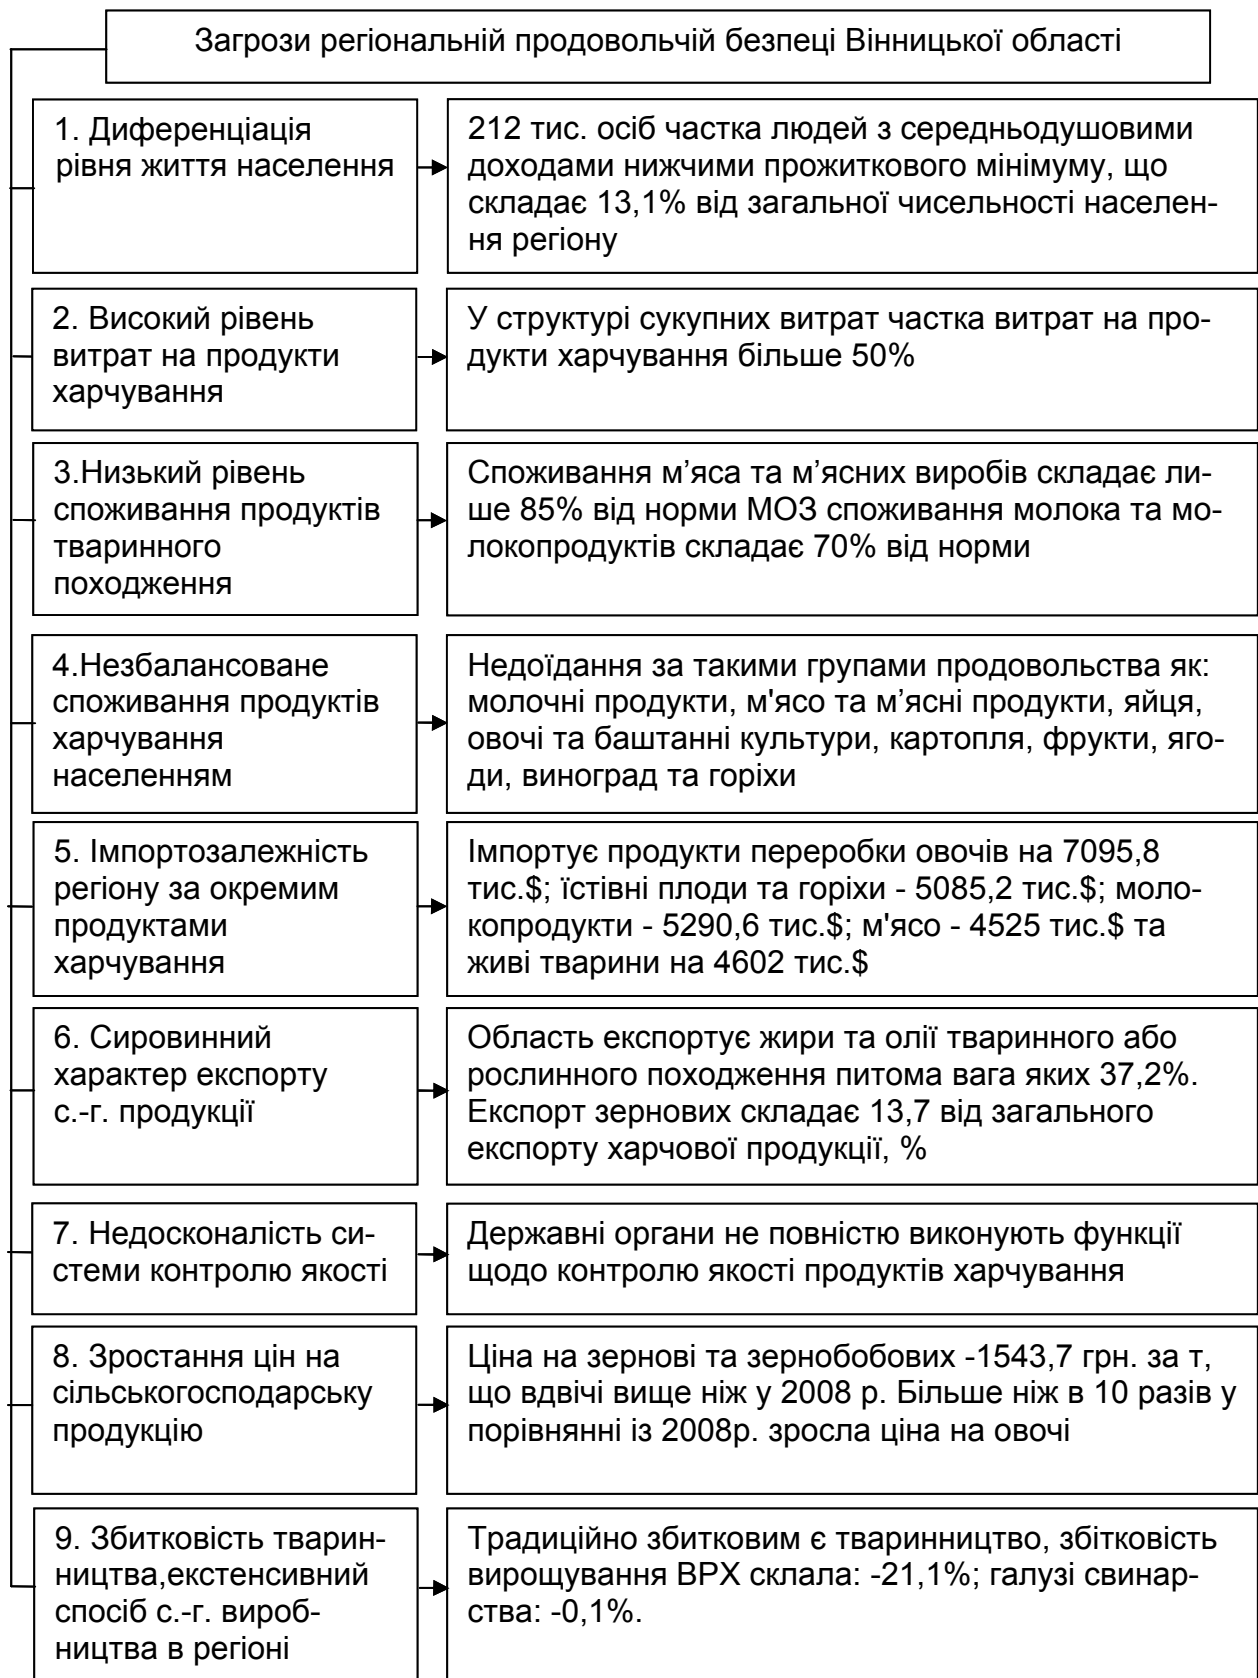 Загрози регіональній продовольчій безпеці Вінницької області
1. Диференціація
рівня життя населення
212 тис. осіб частка людей з середньодушовими
доходами нижчими прожиткового мінімуму, що
складає 13,1% від загальної чисельності населен-
ня регіону
2. Високий рівень
витрат на продукти
харчування
У структурі сукупних витрат частка витрат на про-
дукти харчування більше 50%
3.Низький рівень
споживання продуктів
тваринного
походження
Споживання м’яса та м’ясних виробів складає ли-
ше 85% від норми МОЗ споживання молока та мо-
локопродуктів складає 70% від норми
4.Незбалансоване
споживання продуктів
харчування
населенням
Недоїдання за такими групами продовольства як:
молочні продукти, м'ясо та м’ясні продукти, яйця,
овочі та баштанні культури, картопля, фрукти, яго-
ди, виноград та горіхи
5. Імпортозалежність
регіону за окремим
продуктами
харчування
Імпортує продукти переробки овочів на 7095,8
тис.$; їстівні плоди та горіхи - 5085,2 тис.$; моло-
копродукти - 5290,6 тис.$; м'ясо - 4525 тис.$ та
живі тварини на 4602 тис.$
6. Сировинний
характер експорту
с.-г. продукції
Область експортує жири та олії тваринного або
рослинного походження питома вага яких 37,2%.
Експорт зернових складає 13,7 від загального
експорту харчової продукції, %
7. Недосконалість си-
стеми контролю якості
Державні органи не повністю виконують функції
щодо контролю якості продуктів харчування
8. Зростання цін на
сільськогосподарську
продукцію
Ціна на зернові та зернобобових -1543,7 грн. за т,
що вдвічі вище ніж у 2008 р. Більше ніж в 10 разів у
порівнянні із 2008р. зросла ціна на овочі
9. Збитковість тварин-
ництва,екстенсивний
спосіб с.-г. вироб-
ництва в регіоні
Традиційно збитковим є тваринництво, збітковість
вирощування ВРХ склала: -21,1%; галузі свинар-
ства: -0,1%.